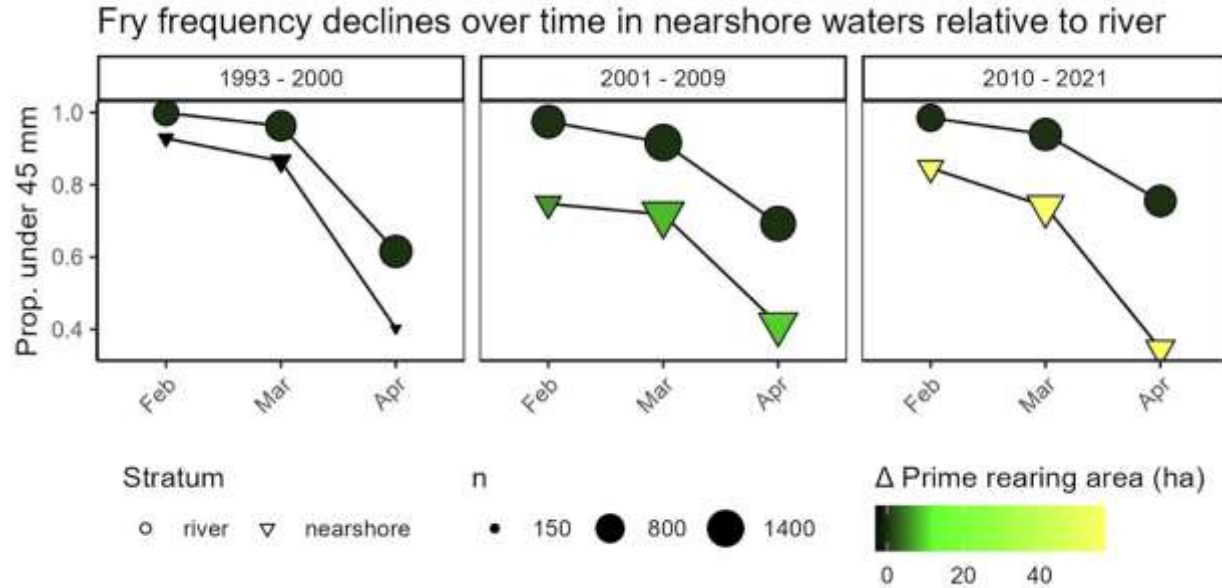 Fry frequency declines over time in nearshore waters relative to river
1993 - 2000
2001 - 2009
2010 - 2021
Prop. under 45 mm
1.0
0.8
0.6
0.4
Feb
Mar
Apr
Feb
Mar
Apr
Feb
Mar
Apr
Stratum
river
nearshore
n
150
800
1400
Δ Prime rearing area (ha)
0
20
40